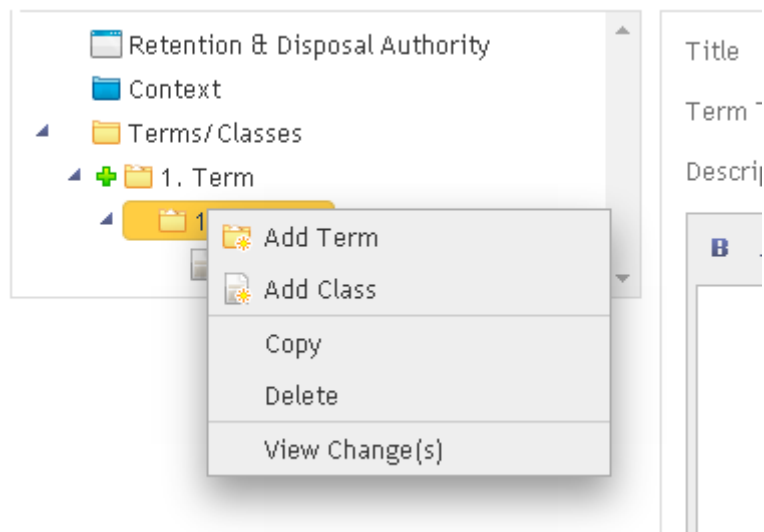 Retention & Disposal Authority
Context
Terms/Classes
1. Term
1
Add Term
Add Class
Copy
Delete
View Change(s)
Title
Term
Descrip
B